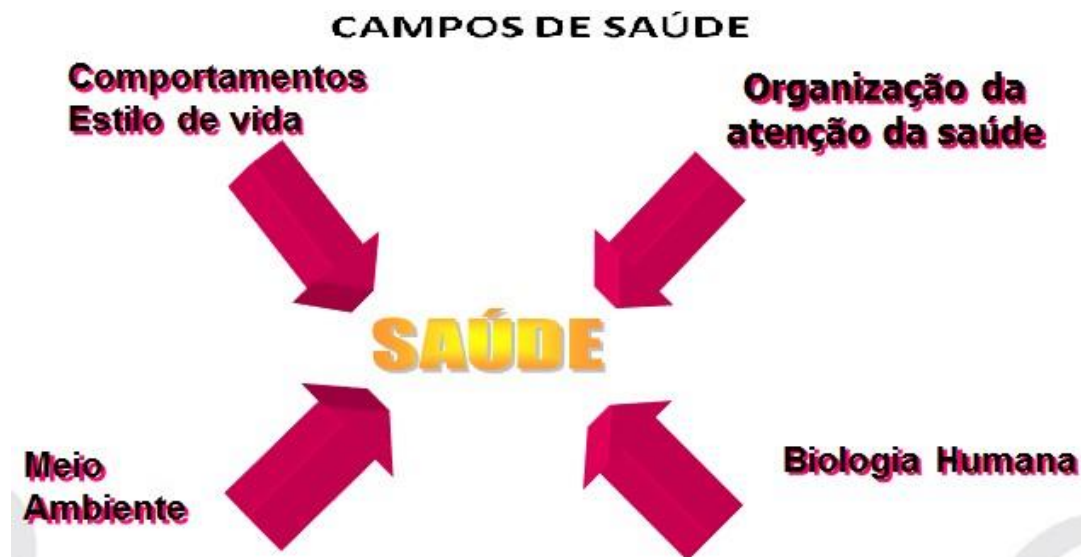 CAMPOS DE SAÚDE
Comportamentos
Estilo de vida
Organização da
atenção da saúde
SAÚDE
Meio
Ambiente
Biologia Humana